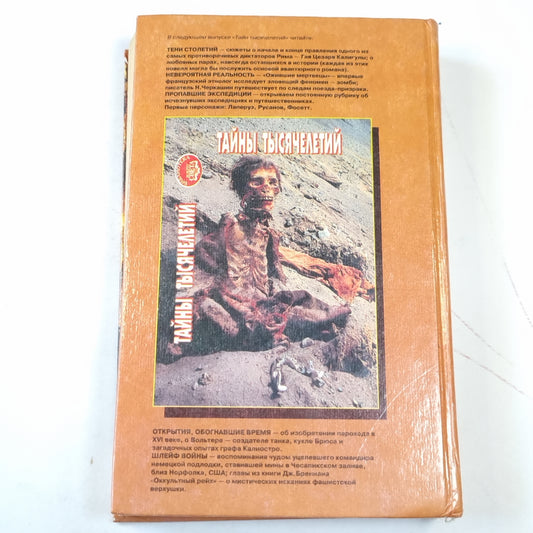 В следующем выпуске «Тайн тысячелетий» читайте:
ТЕНИ СТОЛЕТИЙ — сюжеты о начале и конце правления одного из
самых противоречивых диктаторов Рима — Гая Цезаря Калигулы; о
любовных парах, навсегда оставшихся в истории (каждая из этих
новелл могла бы послужить основой авантюрного романа).
НЕВЕРОЯТНАЯ РЕАЛЬНОСТЬ — «Ожившие мертвецы» — впервые
французский этнолог исследует зловещий феномен — зомби;
писатель Н.Черкашин путешествует по следам поезда-призрака.
ПРОПАВШИЕ ЭКСПЕДИЦИИ — открываем постоянную рубрику об
исчезнувших экспедициях и путешественниках.
Первые персонажи: Лаперуз, Русанов, Фосетт.
ТАЙНЫ ТЫСЯЧЕЛЕТИЙ
ТАЙНЫ ТЫСЯЧЕЛЕТИЙ
ОТКРЫТИЯ, ОБОГНАВШИЕ ВРЕМЯ — об изобретении парохода в
XVI веке, о Вольтере — создателе танка, кукле Брюса и
загадочных опытах графа Калиостро.
ШЛЕЙФ ВОЙНЫ — воспоминания чудом уцелевшего командира
немецкой подлодки, ставившей мины в Чесапикском заливе,
близ Норфолка, США; главы из книги Дж.Бреннана
«Оккультный рейх» — о мистических исканиях фашистской
верхушки.